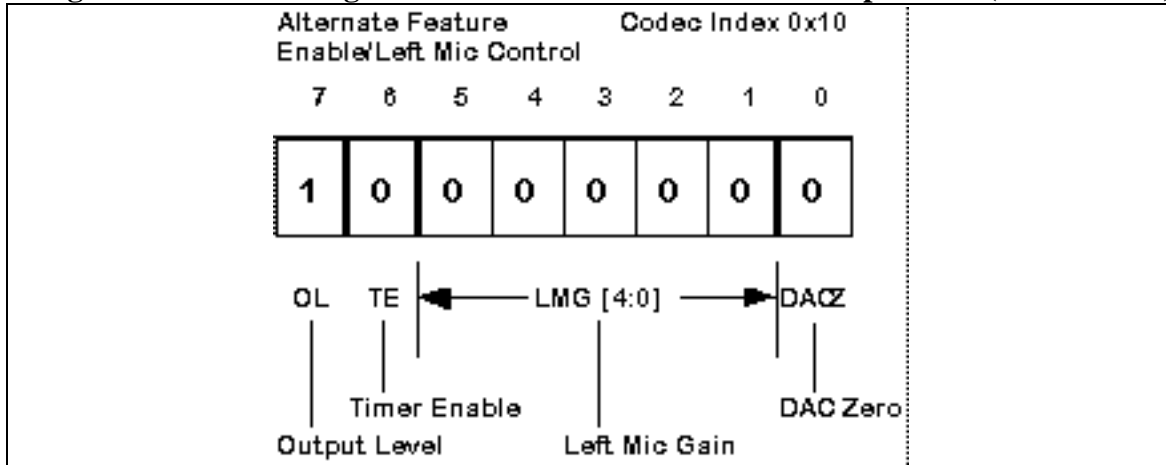 Alternate Feature Codec Index 0x10
Enable/Left Mic Control
7 6 5 4 3 2 1 0
1 0 0 0 0 0 0 0
OL TE LMG [4:0] DACZ
Timer Enable DAC Zero
Output Level Left Mic Gain